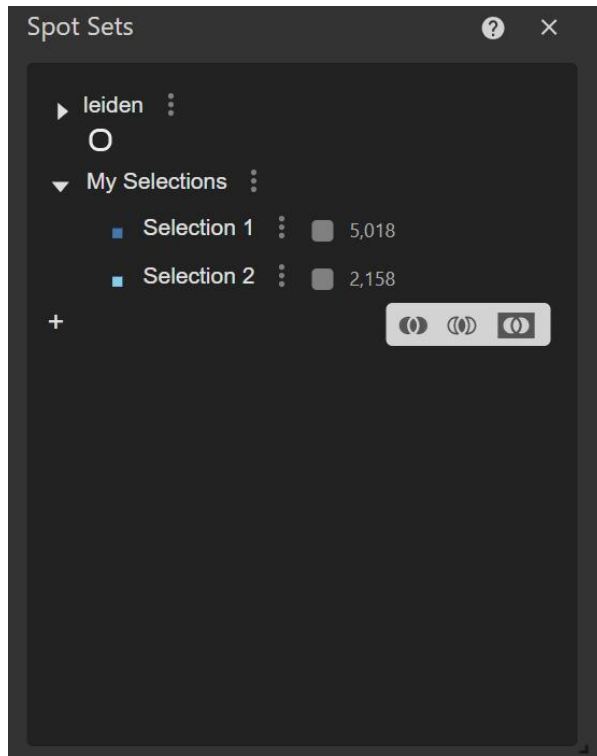 Spot Sets
leiden
My Selections
Selection 1 5,018
Selection 2 2,158
+